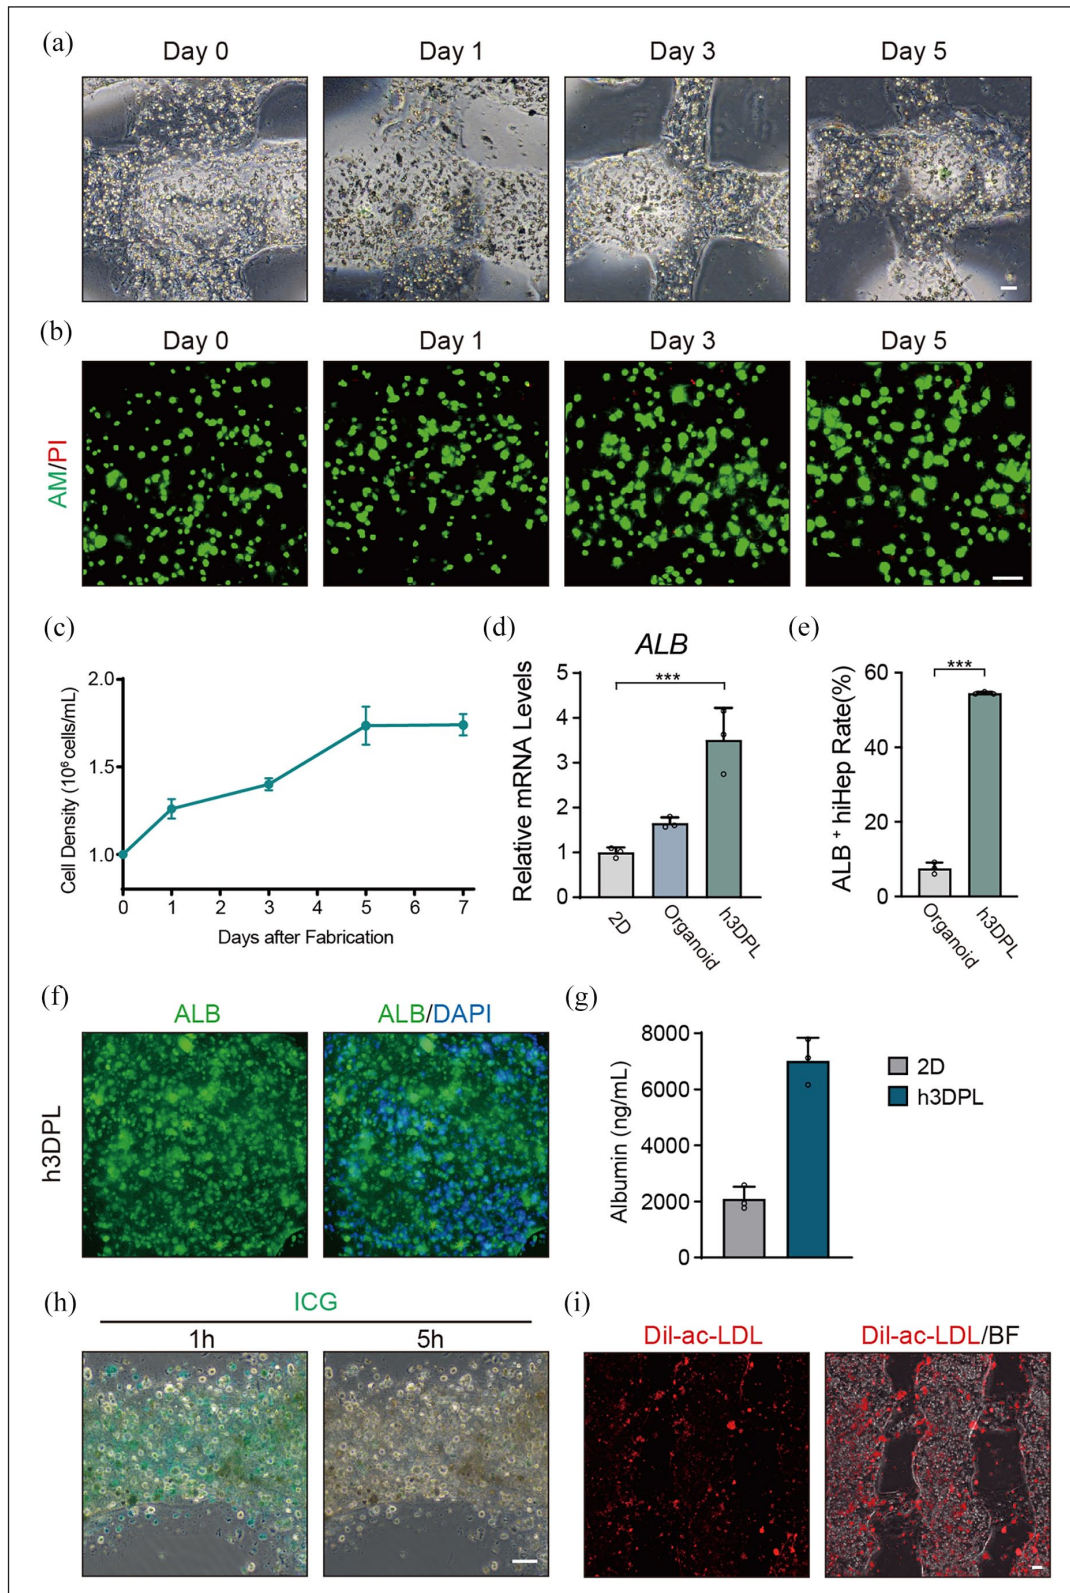 (a)
Day 0 Day 1 Day 3 Day 5
(b)
Day 0 Day 1 Day 3 Day 5
AM/PI
(c)
Cell Density (10⁶ cells/mL)
2.0
1.5
1.0
0 1 2 3 4 5 6 7
Days after Fabrication
(d)
ALB
Relative mRNA Levels
***
5
4
3
2
1
0
2D Organoid h3DPL
(e)
ALB⁺ hiHep Rate(%)
***
60
40
20
0
Organoid h3DPL
(f)
ALB ALB/DAPI
h3DPL
(g)
Albumin (ng/mL)
8000
6000
4000
2000
0
2D
h3DPL
(h)
ICG
1h 5h
(i)
Dil-ac-LDL Dil-ac-LDL/BF